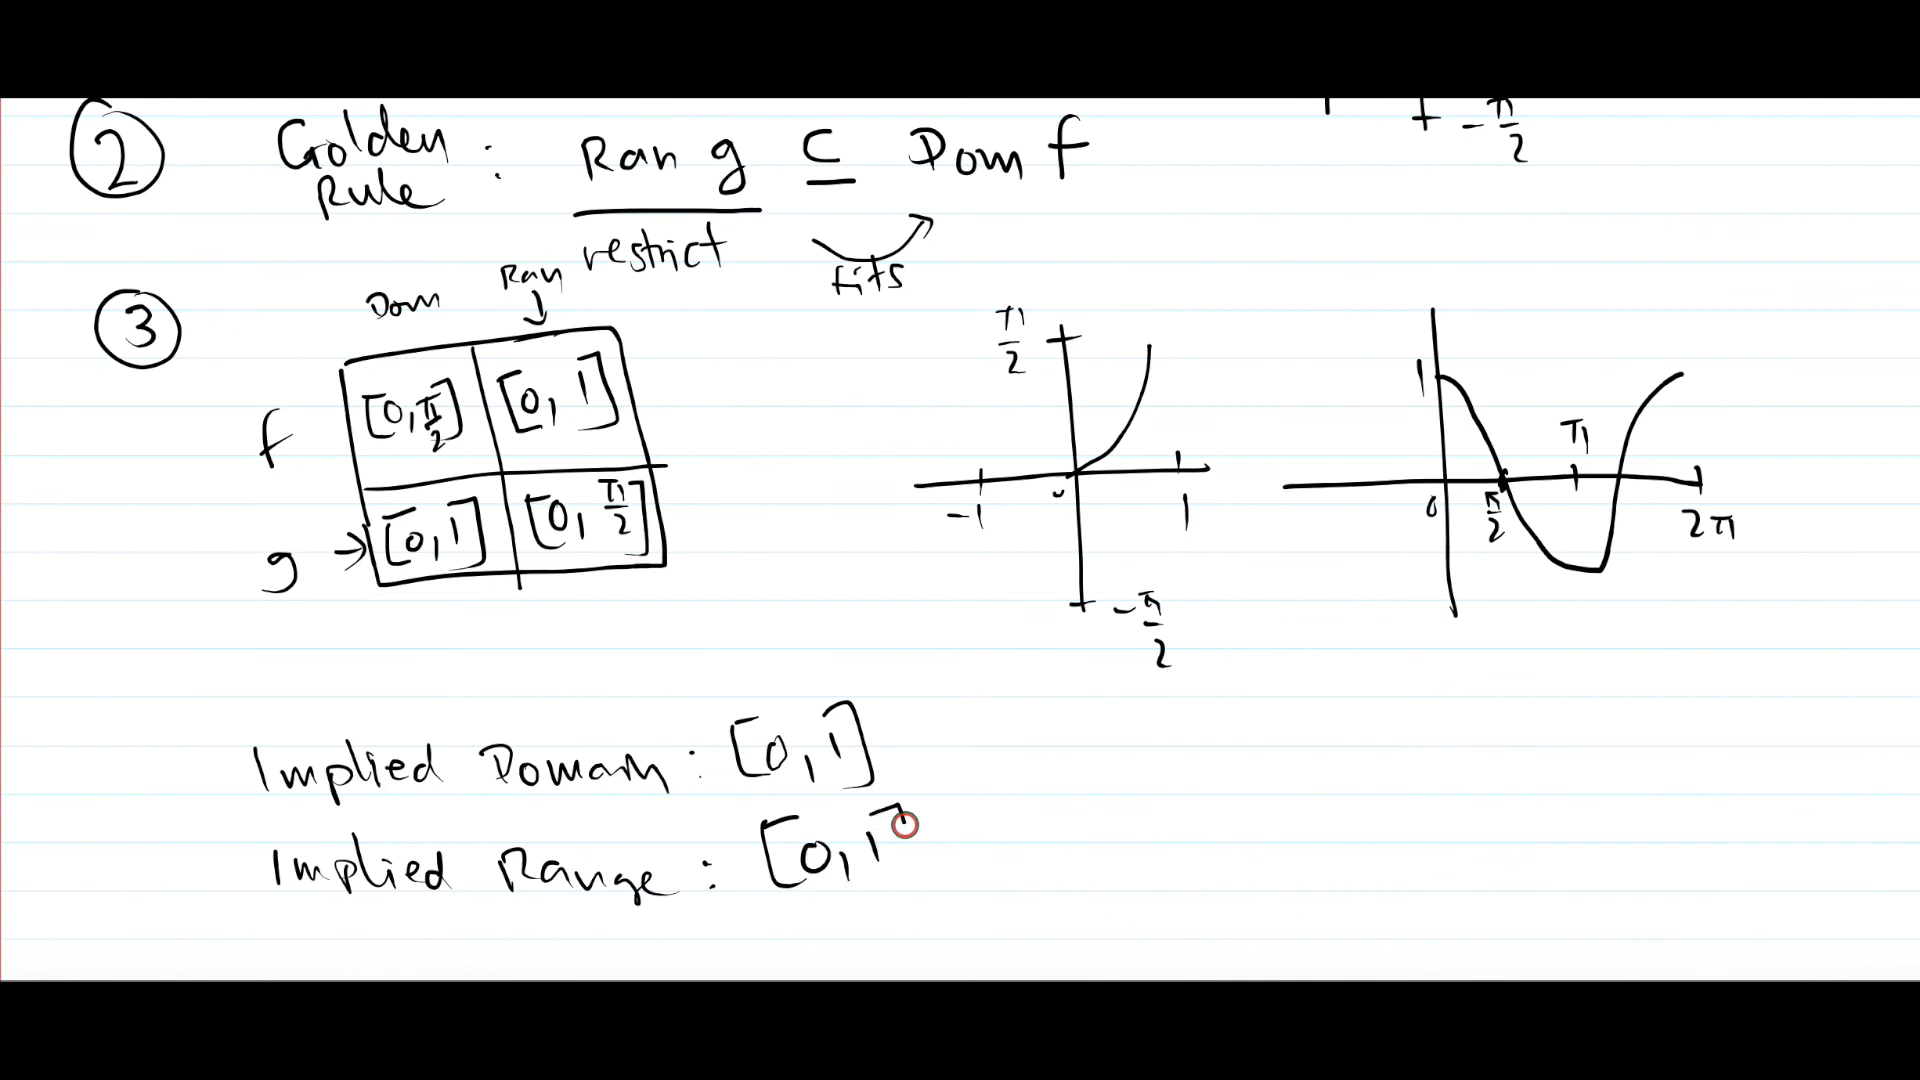 - π/2
② Golden Rule : Ran g ⊆ Dom f
restrict fits
③ Dom Ran
f [0, π/2] [0, 1]
g → [0, 1] [0, π/2]
π/2
-1 0 1
- π/2
1
0 π/2 π 2π
Implied Domain : [0, 1]
Implied Range : [0, 1